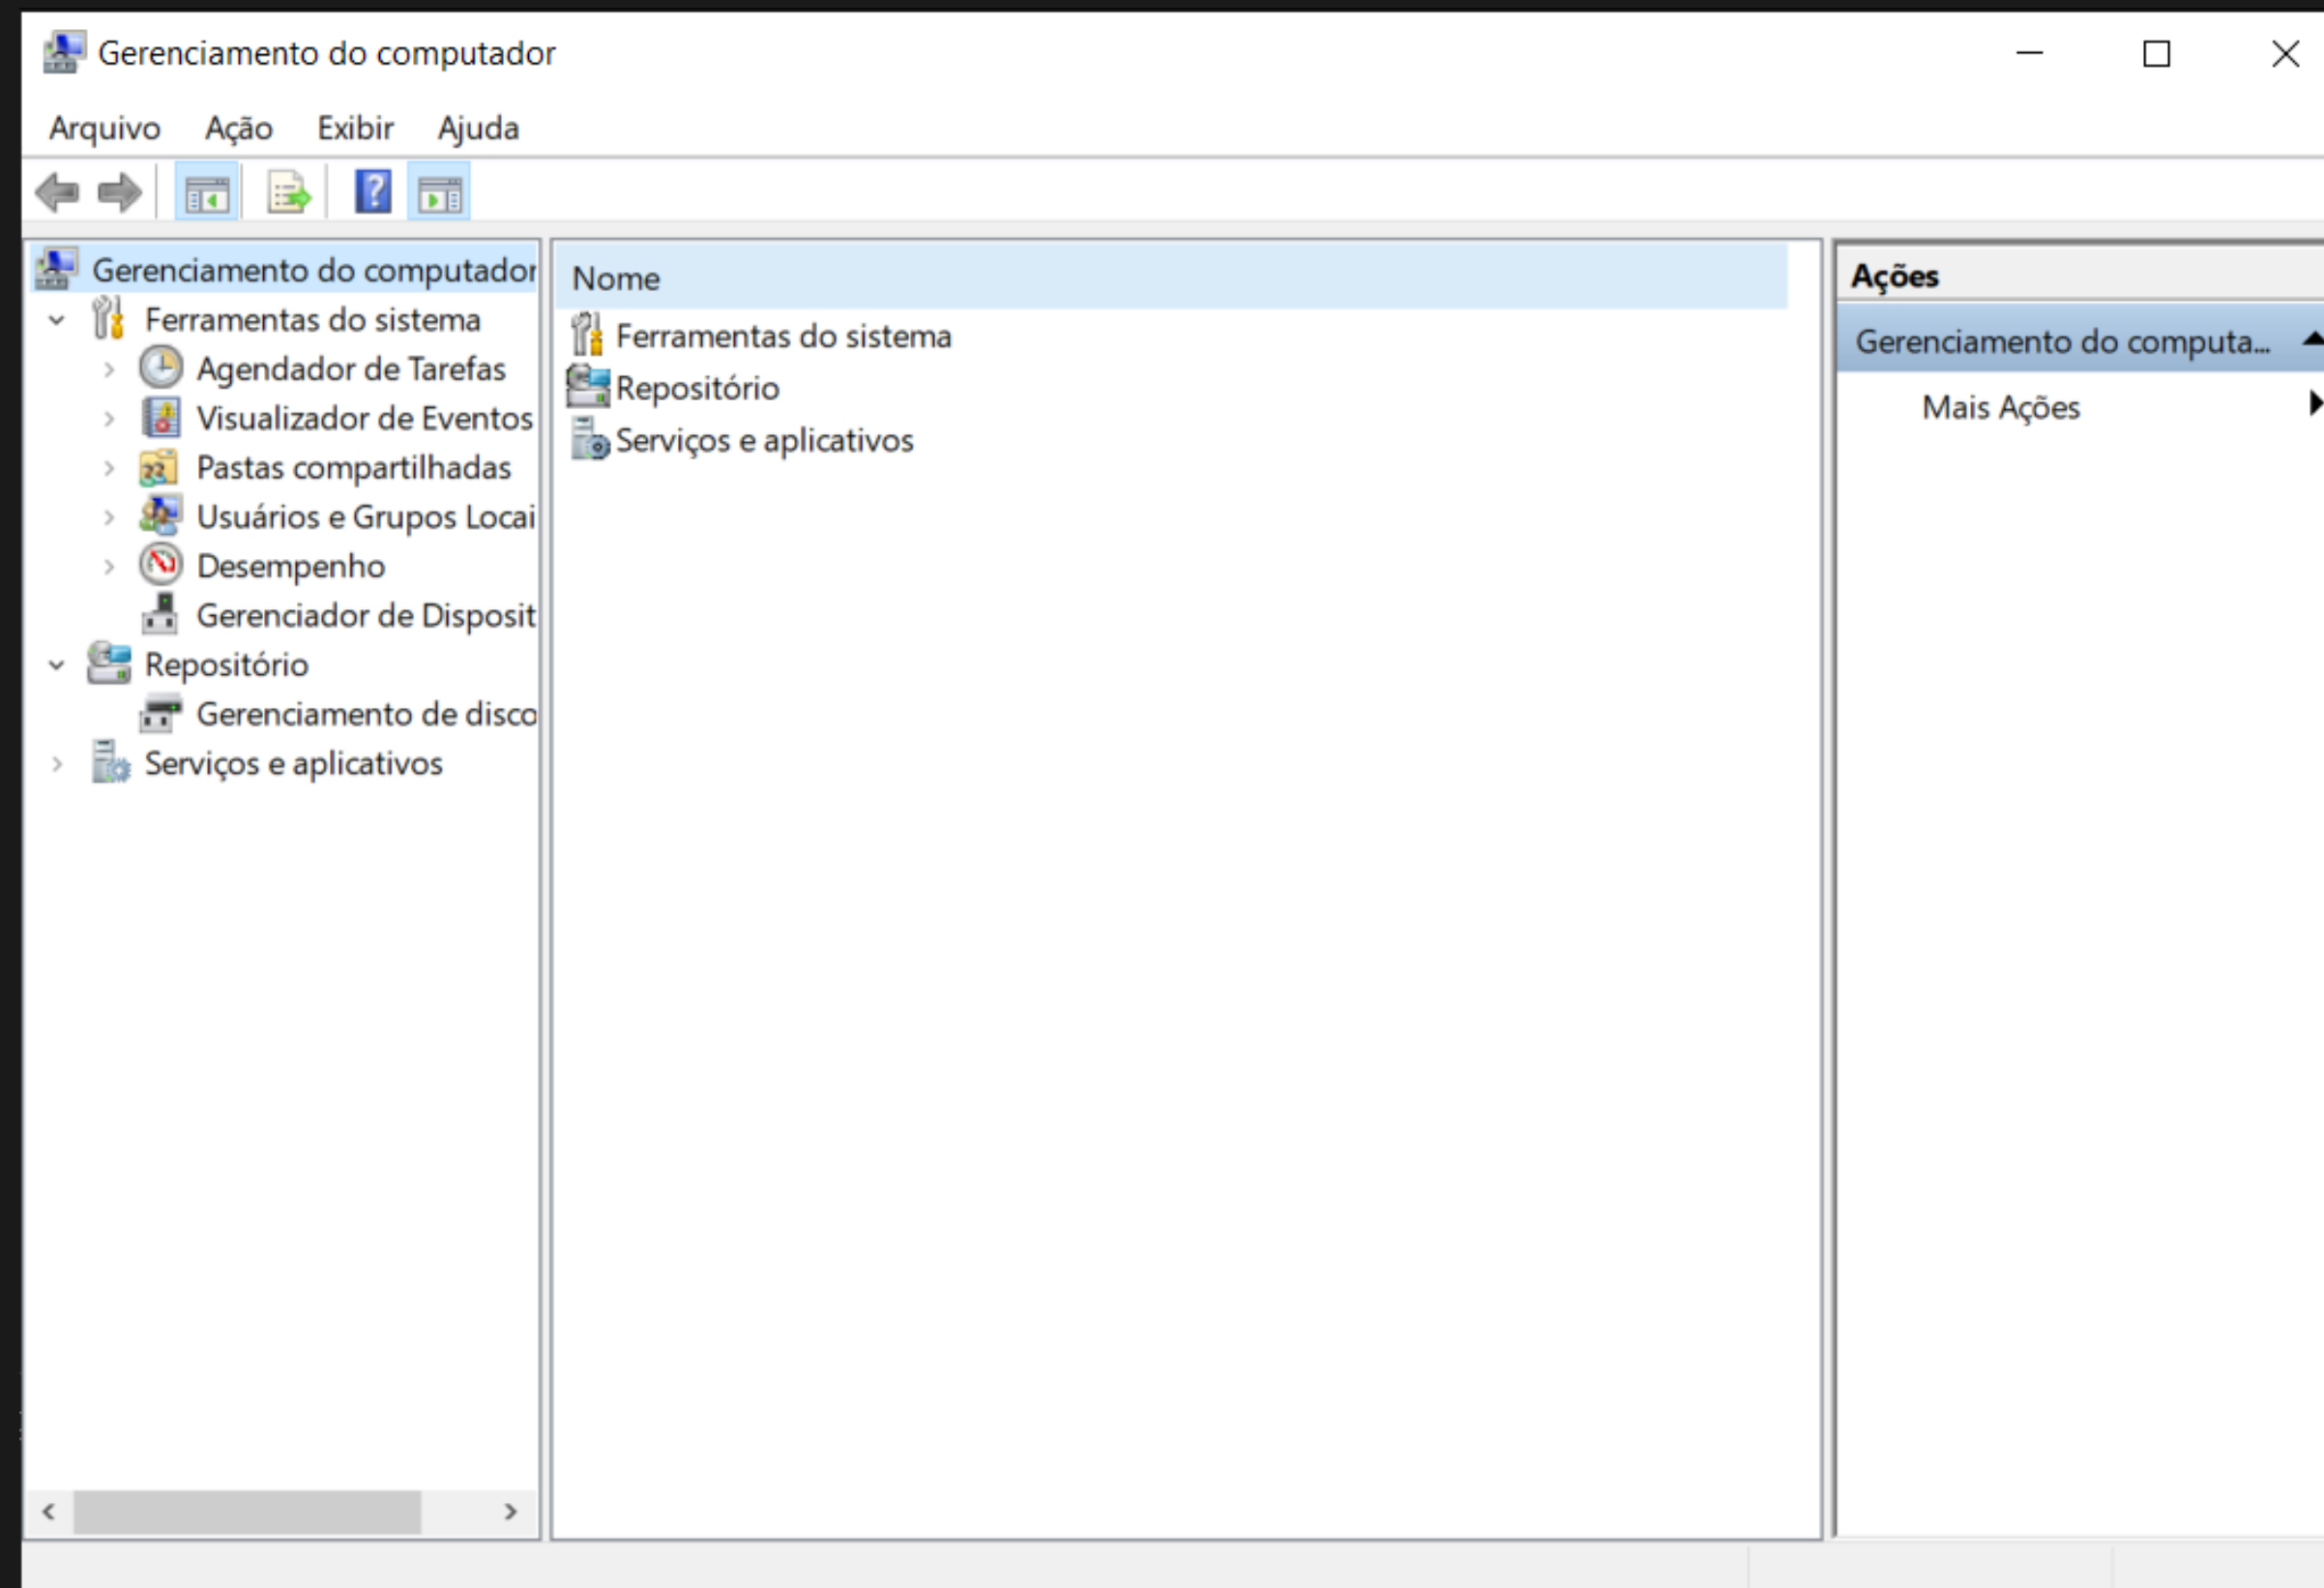 Gerenciamento do computador
Arquivo Ação Exibir Ajuda
Gerenciamento do computador
Ferramentas do sistema
Agendador de Tarefas
Visualizador de Eventos
Pastas compartilhadas
Usuários e Grupos Locai
Desempenho
Gerenciador de Disposit
Repositório
Gerenciamento de disco
Serviços e aplicativos
Nome
Ferramentas do sistema
Repositório
Serviços e aplicativos
Ações
Gerenciamento do computa...
Mais Ações